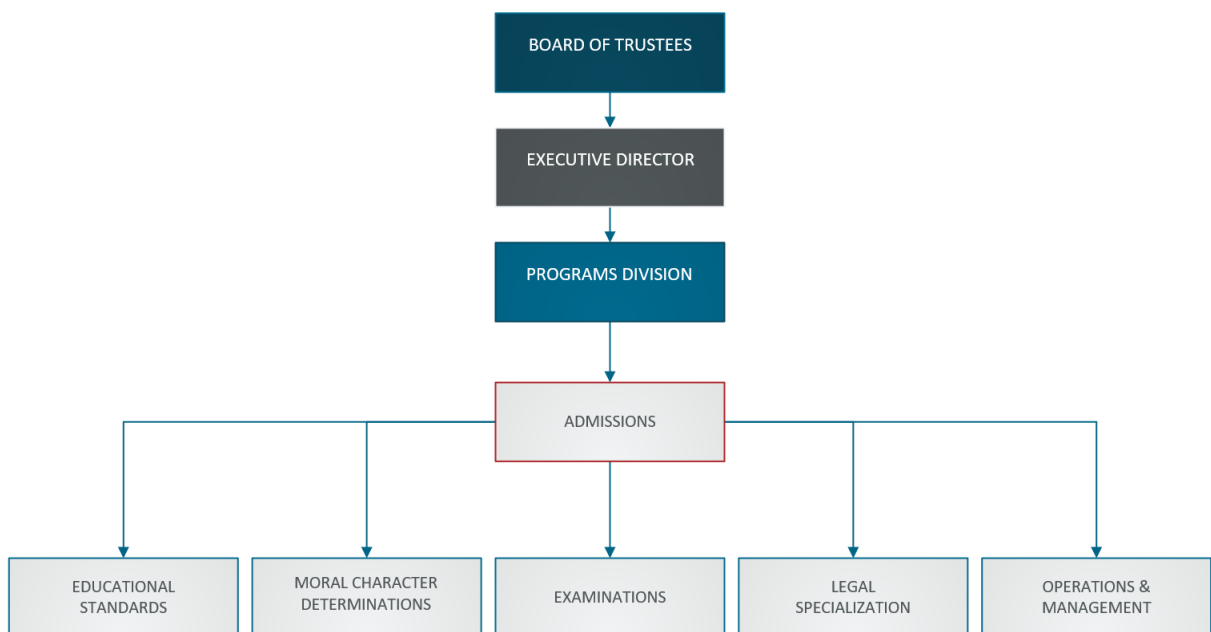 BOARD OF TRUSTEES
EXECUTIVE DIRECTOR
PROGRAMS DIVISION
ADMISSIONS
EDUCATIONAL
STANDARDS
MORAL CHARACTER
DETERMINATIONS
EXAMINATIONS
LEGAL
SPECIALIZATION
OPERATIONS &
MANAGEMENT